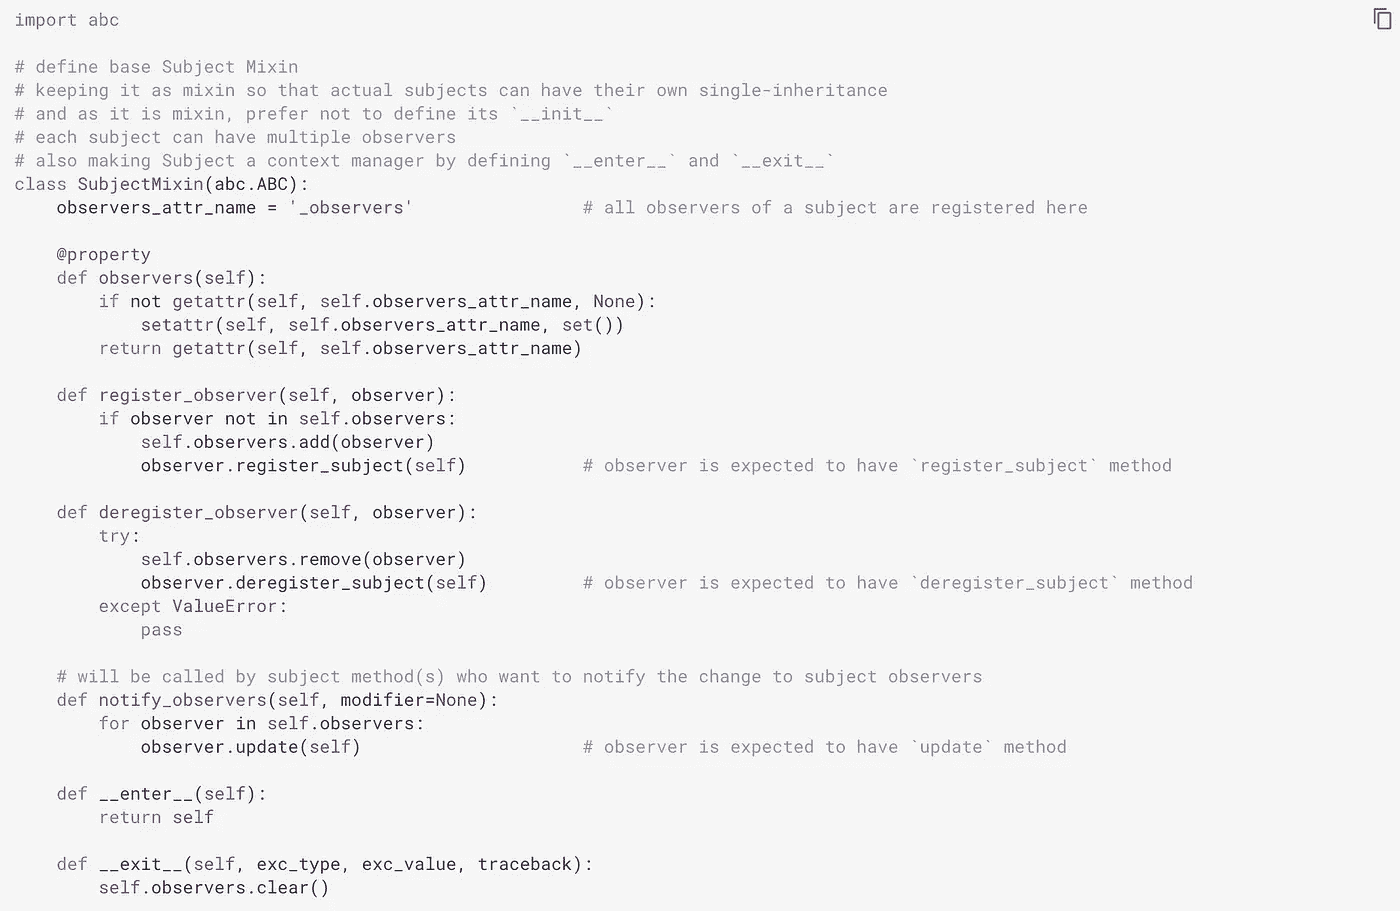 import abc

# define base Subject Mixin
# keeping it as mixin so that actual subjects can have their own single-inheritance
# and as it is mixin, prefer not to define its `__init__`
# each subject can have multiple observers
# also making Subject a context manager by defining `__enter__` and `__exit__`
class SubjectMixin(abc.ABC):
    observers_attr_name = '_observers'                # all observers of a subject are registered here

    @property
    def observers(self):
        if not getattr(self, self.observers_attr_name, None):
            setattr(self, self.observers_attr_name, set())
        return getattr(self, self.observers_attr_name)

    def register_observer(self, observer):
        if observer not in self.observers:
            self.observers.add(observer)
            observer.register_subject(self)           # observer is expected to have `register_subject` method

    def deregister_observer(self, observer):
        try:
            self.observers.remove(observer)
            observer.deregister_subject(self)         # observer is expected to have `deregister_subject` method
        except ValueError:
            pass

    # will be called by subject method(s) who want to notify the change to subject observers
    def notify_observers(self, modifier=None):
        for observer in self.observers:
            observer.update(self)                     # observer is expected to have `update` method

    def __enter__(self):
        return self

    def __exit__(self, exc_type, exc_value, traceback):
        self.observers.clear()